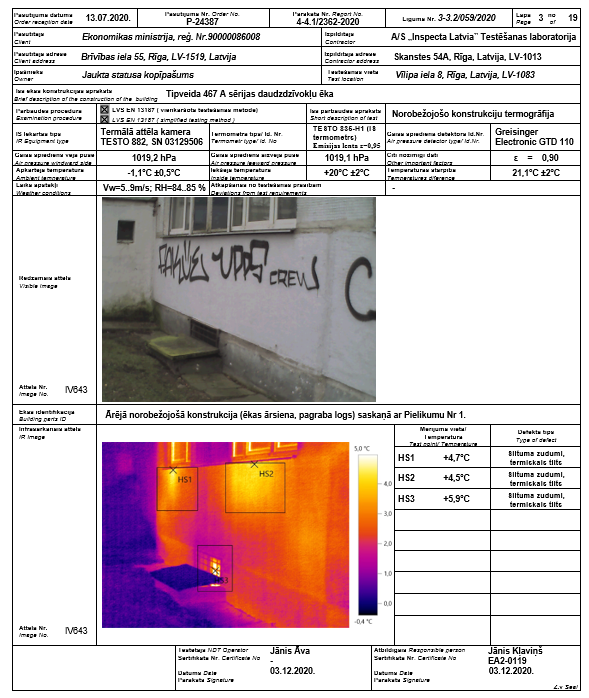 Pasutījuma datums
Order reception date
13.07.2020.
Pasūtījuma Nr. Order No.
P-24387
Pārskata Nr. Report No.
4-4.1/2362-2020
Līguma Nr. 3-3.2/059/2020
Lapa 3 no 19
Page of
Pasūtītājs
Client
Ekonomikas ministrija, reģ. Nr.90000086008
Izpildītājs
Contractor
A/S „Inspecta Latvia” Testēšanas laboratorija
Pasūtītāja adrese
Client address
Brīvības iela 55, Rīga, LV-1519, Latvija
Izpildītāja adrese
Contractor address
Skanstes 54A, Rīga, LV-1013
Īpašnieks
Owner
Jaukta statusa kopīpašums
Testēšanas vieta
Test location
Vīlipa iela 8, Rīga, LV-1083
Īss ēkas konstrukcijas apraksts
Brief description of the construction of the building
Tipveida 467 A sērijas daudzdzīvokļu ēka
Pārbaudes procedūra
Examination procedure
LVS EN 13187 ( vienkāršota testēšanas metode)
LVS EN 13187 ( simplified testing method )
Īss pārbaudes apraksts
Short description of test
Norobežojošo konstrukciju termogrāfija
IS iekārtas tips
IR Equipment type
Termālā attēla kamera
TESTO 882, SN 03129506
Termometra tips/ Id. Nr.
Termometr type/ Id. No
TESTO 835-H1 (IS
termometrs)
Emisijas lenta ε=0,95
Gaisa spiediena detektora Id.Nr.
Air pressure detector type/ Id.Nr.
Greisinger
Electronic GTD 110
Gaisa spiediens vēja pusē
Air pressure windward side
1019,2 hPa
Gaisa spiediens aizvēja pusē
Air pressure leeward pressure
1019,1 hPa
Citi nozīmīgi dati
Other important factors
ε = 0,90
Apkārtējā temperatūra
Ambient temperature
-1,1°C ±0,5°C
Iekšējā temperatūra
Inside temperature
+20°C ±2°C
Temperatūras starpība
Temperatures diference
21,1°C ±2°C
Laika apstākļi
Weather conditions
Vw=5..9m/s; RH=84..85 %
Atkāpšanās no testēšanas prasībām
Deviations from test requirements
-
Redzamais attēls
Visible image
UPPS CREW
Attēla Nr.
Image No.
IV643
Ēkas identifikācija
Building parts ID
Ārējā norobežojošā konstrukcija (ēkas ārsiena, pagraba logs) saskaņā ar Pielikumu Nr. 1.
Infrasarkanais attēls
IR image
Mērījuma vieta/
Temperatūra
Test point/ Temperature
Defekta tips
Type of defect
HS1 +4,7°C
Siltuma zudumi,
termiskais tilts
HS2 +4,5°C
Siltuma zudumi,
termiskais tilts
HS3 +5,9°C
Siltuma zudumi,
termiskais tilts
5,0 °C
4,0
3,0
2,0
1,0
0,0
-0,4 °C
HS1
HS2
HS3
Attēla Nr.
Image No.
IV643
Testētājs NDT Operator
Jānis Āva
Sertifikāta Nr. Certificate No
-
Datums Date
03.12.2020.
Paraksts Signature
Atbildīgais Responsible person
Jānis Kļaviņš
Sertifikāta Nr. Certificate No
EA2-0119
Datums Date
03.12.2020.
Paraksts Signature
Z.v Seal